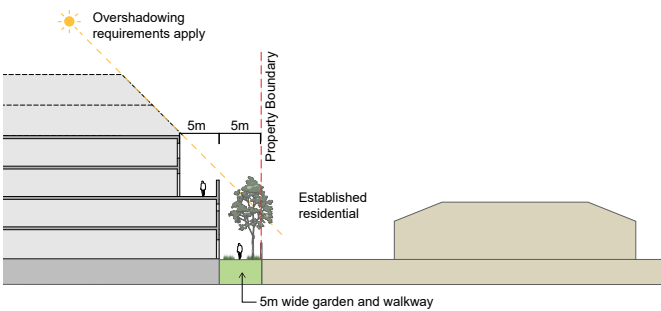 Overshadowing
requirements apply
5m
5m
Property Boundary
Established
residential
5m wide garden and walkway